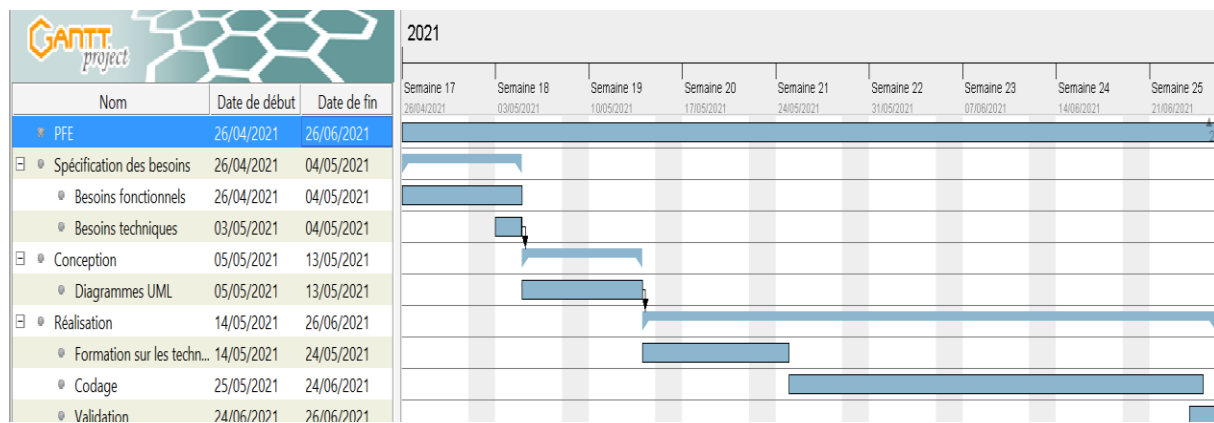 GANTT
project
2021
Semaine 17 Semaine 18 Semaine 19 Semaine 20 Semaine 21 Semaine 22 Semaine 23 Semaine 24 Semaine 25
26/04/2021 03/05/2021 10/05/2021 17/05/2021 24/05/2021 31/05/2021 07/06/2021 14/06/2021 21/06/2021
Nom Date de début Date de fin
PFE 26/04/2021 26/06/2021
Spécification des besoins 26/04/2021 04/05/2021
Besoins fonctionnels 26/04/2021 04/05/2021
Besoins techniques 03/05/2021 04/05/2021
Conception 05/05/2021 13/05/2021
Diagrammes UML 05/05/2021 13/05/2021
Réalisation 14/05/2021 26/06/2021
Formation sur les techn... 14/05/2021 24/05/2021
Codage 25/05/2021 24/06/2021
Validation 24/06/2021 26/06/2021